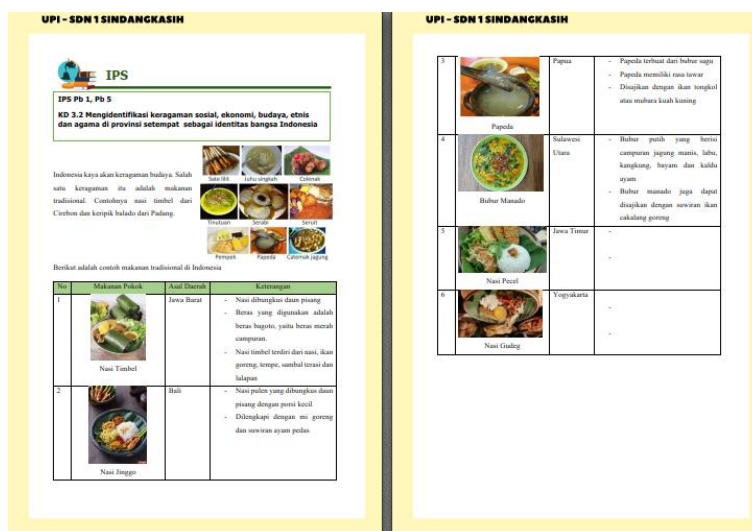 UPI - SDN 1 SINDANGKASIH
IPS
IPS Pb 1, Pb 5
KD 3.2 Mengidentifikasi keragaman sosial, ekonomi, budaya, etnis
dan agama di provinsi setempat sebagai identitas bangsa Indonesia
Indonesia kaya akan keragaman budaya. Salah
satu keragaman itu adalah makanan
tradisional. Contohnya nasi timbel dari
Cirebon dan keripik balado dari Padang.
Sate lilit Juhu singkah Colenak
Tinutuan Serabi Seruit
Pempek Papeda Catemak jagung
Berikut adalah contoh makanan tradisional di Indonesia
No Makanan Pokok Asal Daerah Keterangan
1 Jawa Barat - Nasi dibungkus daun pisang
- Beras yang digunakan adalah
beras bagoto, yaitu beras merah
campuran.
- Nasi timbel terdiri dari nasi, ikan
goreng, tempe, sambal terasi dan
lalapan
Nasi Timbel
2 Bali - Nasi pulen yang dibungkus daun
pisang dengan porsi kecil
- Dilengkapi dengan mi goreng
dan suwiran ayam pedas
Nasi Jinggo
UPI - SDN 1 SINDANGKASIH
3 Papua - Papeda terbuat dari bubur sagu
- Papeda memiliki rasa tawar
- Disajikan dengan ikan tongkol
atau mubara kuah kuning
Papeda
4 Sulawesi - Bubur putih yang berisi
Utara campuran jagung manis, labu,
kangkung, bayam dan kaldu
ayam
- Bubur manado juga dapat
disajikan dengan suwiran ikan
cakalang goreng
Bubur Manado
5 Jawa Timur -
-
Nasi Pecel
6 Yogyakarta
-
-
Nasi Gudeg